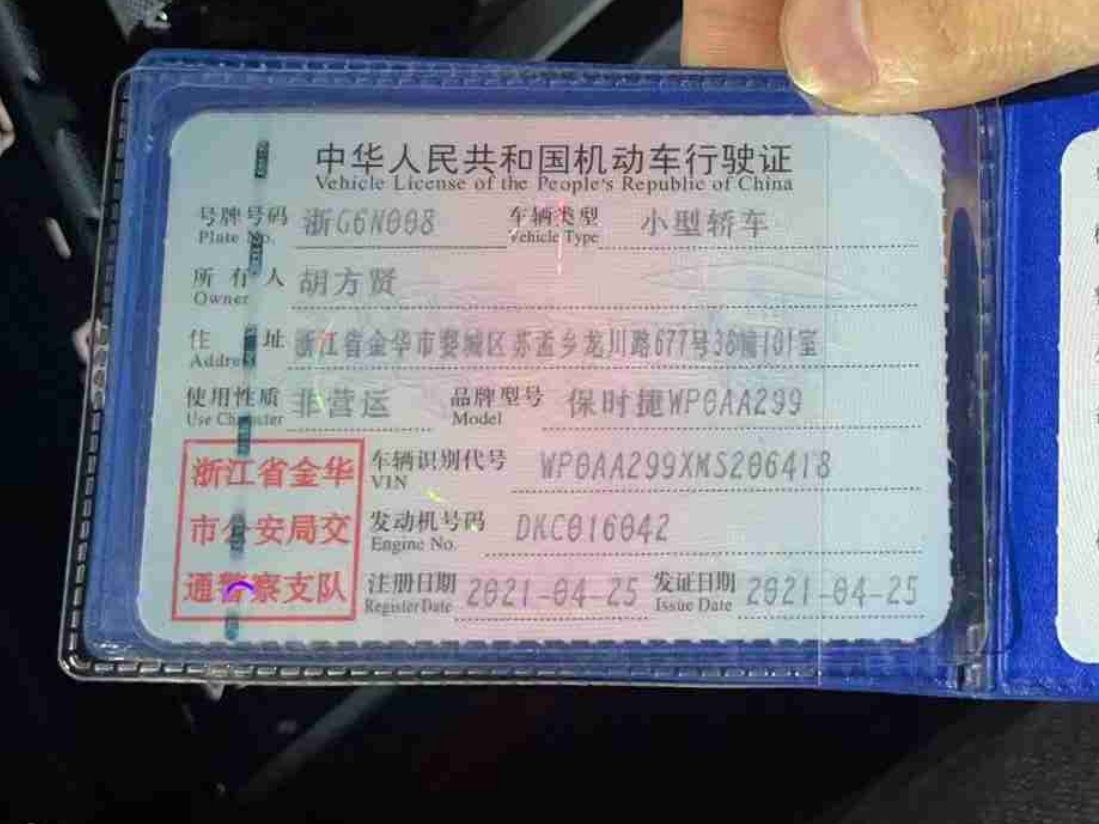 中华人民共和国机动车行驶证
Vehicle License of the People's Republic of China
号牌号码 浙G6N008 车辆类型 小型轿车
Plate No. Vehicle Type
所有人 胡方贤
Owner
住址 浙江省金华市婺城区苏孟乡龙川路677号38幢101室
Address
使用性质 非营运 品牌型号 保时捷WP0AA299
Use Character Model
浙江省金华 车辆识别代号 WP0AA299XMS206418
VIN
市公安局交 发动机号码 DKC016042
Engine No.
通警察支队 注册日期 2021-04-25 发证日期 2021-04-25
Register Date Issue Date